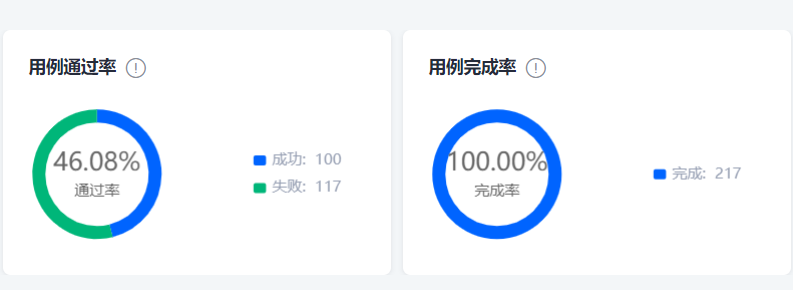 用例通过率
46.08%
通过率
成功: 100
失败: 117
用例完成率
100.00%
完成率
完成: 217